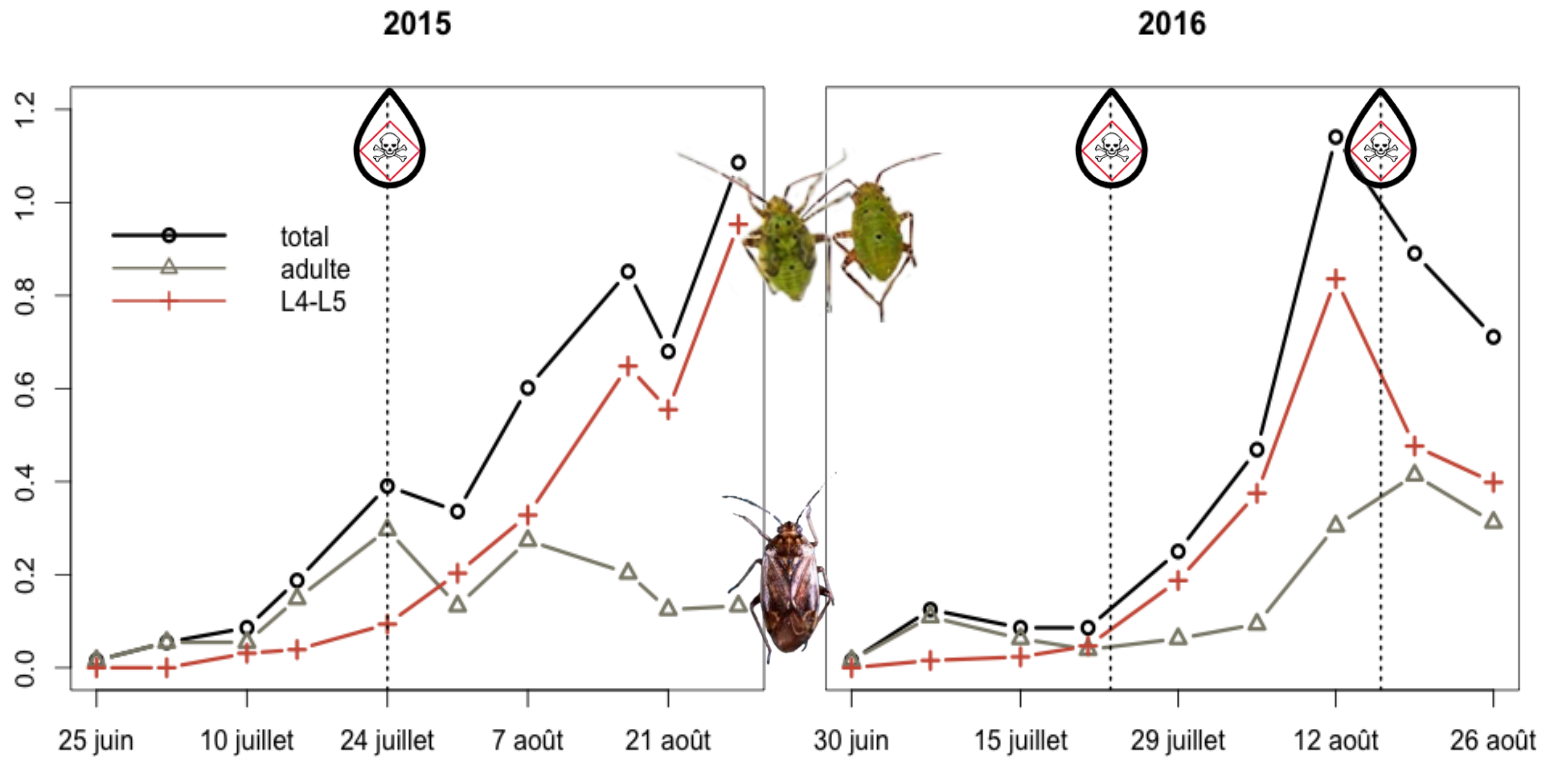 2015
2016
1.2
1.0
0.8
0.6
0.4
0.2
0.0
total
adulte
L4-L5
25 juin
10 juillet
24 juillet
7 août
21 août
30 juin
15 juillet
29 juillet
12 août
26 août